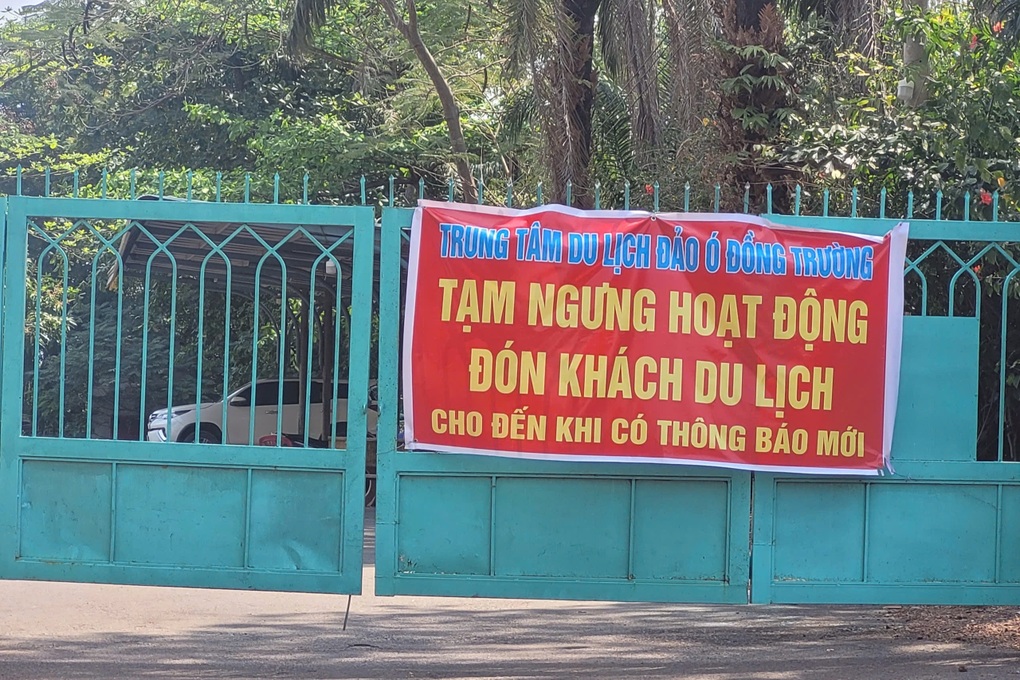 TRUNG TÂM DU LỊCH ĐẢO Ó ĐỒNG TRƯỜNG
TẠM NGƯNG HOẠT ĐỘNG
ĐÓN KHÁCH DU LỊCH
CHO ĐẾN KHI CÓ THÔNG BÁO MỚI